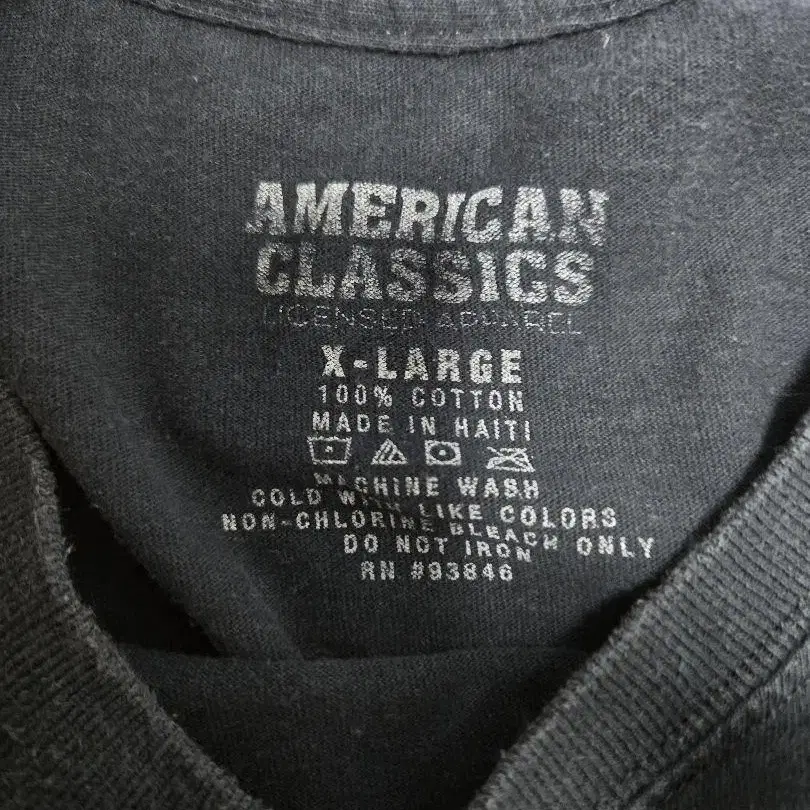 AMERICAN
CLASSICS
LICENSED APPAREL
X-LARGE
100% COTTON
MADE IN HAITI
MACHINE WASH
COLD WITH LIKE COLORS
NON-CHLORINE BLEACH ONLY
DO NOT IRON
RN #93846